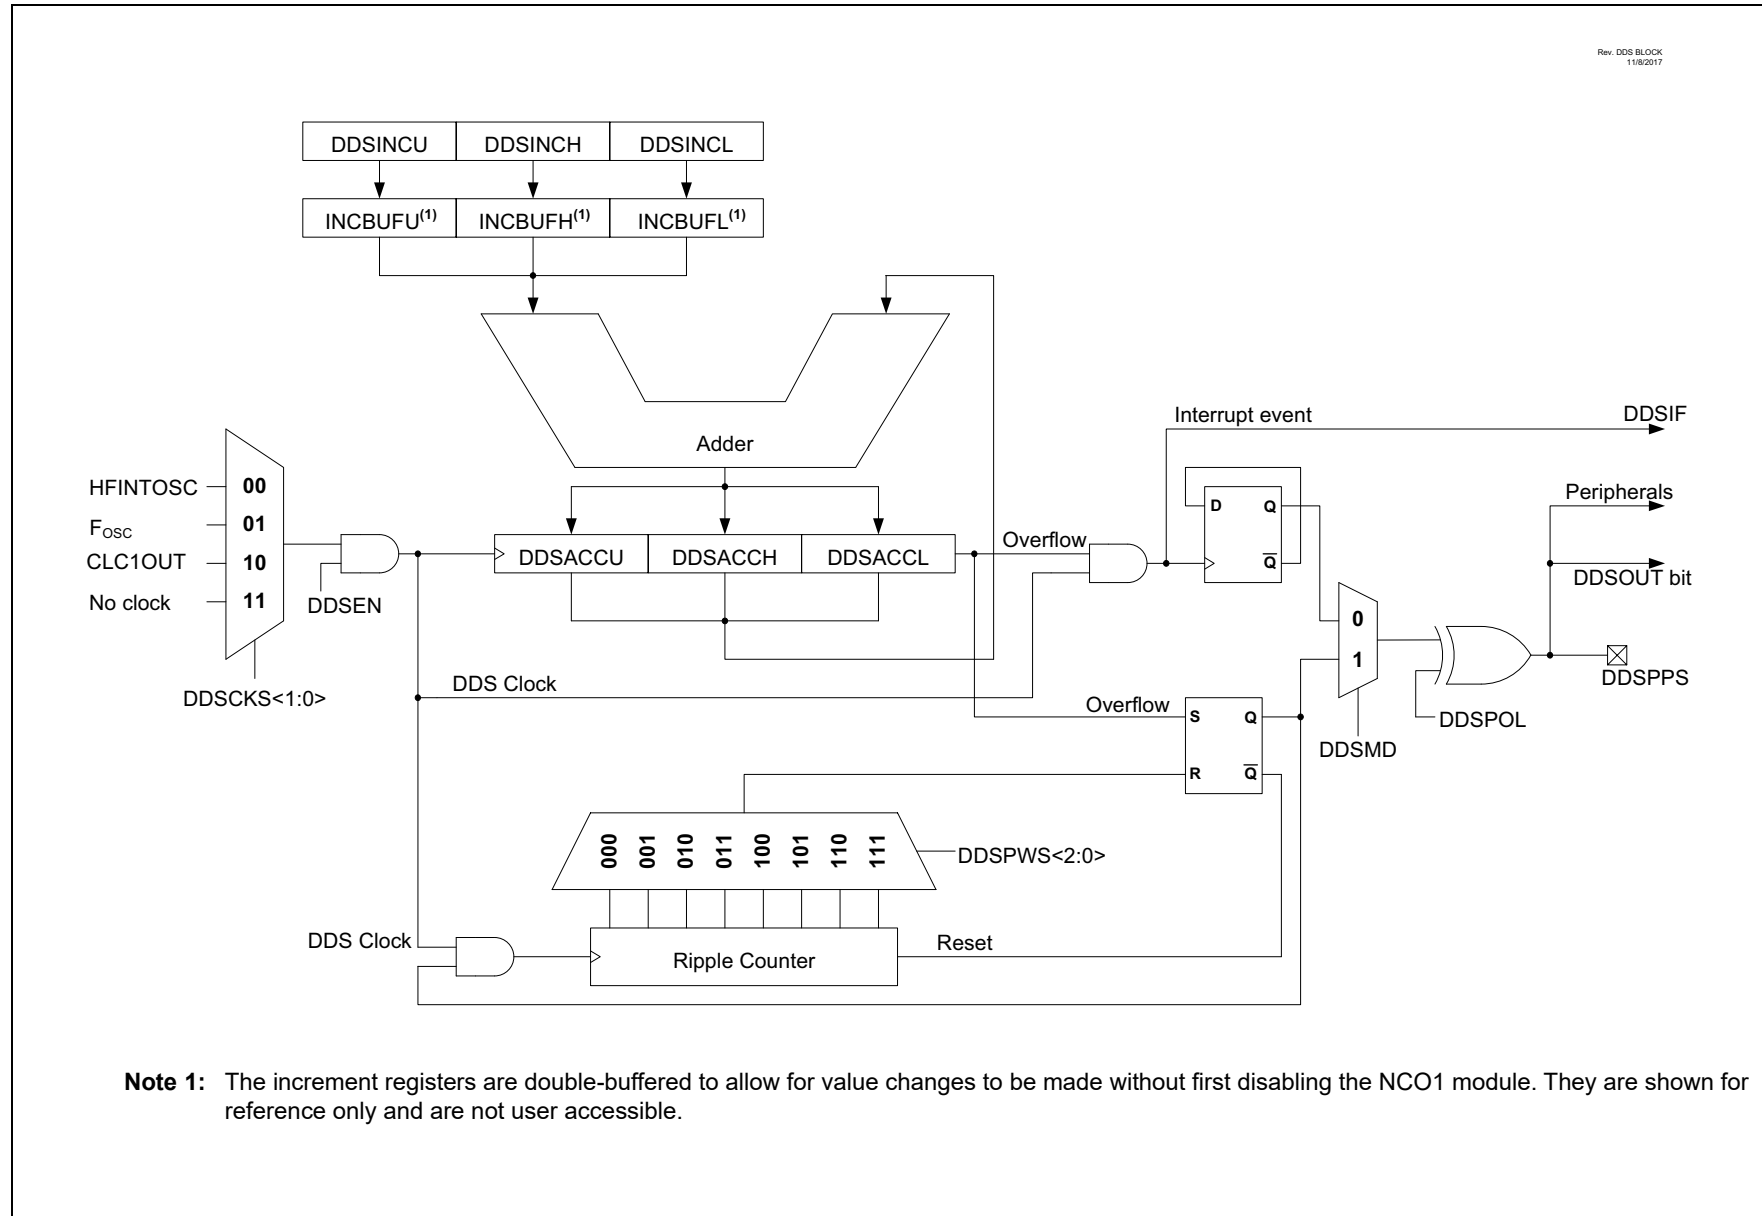 Rev. DDS BLOCK
11/8/2017
DDSINCU DDSINCH DDSINCL
INCBUFU(1) INCBUFH(1) INCBUFL(1)
Adder
Interrupt event
DDSIF
HFINTOSC 00
FOSC 01
CLC1OUT 10
No clock 11
DDSEN
DDSCKS<1:0>
DDSACCU DDSACCH DDSACCL
Overflow
D Q
Q
Peripherals
DDSOUT bit
0
1
DDSPPS
DDSPOL
DDSMD
DDS Clock
Overflow
S Q
R Q
000 001 010 011 100 101 110 111
DDSPWS<2:0>
DDS Clock
Ripple Counter
Reset
Note 1: The increment registers are double-buffered to allow for value changes to be made without first disabling the NCO1 module. They are shown for
reference only and are not user accessible.